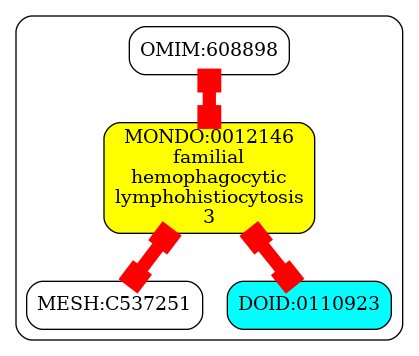 OMIM:608898
MONDO:0012146
familial
hemophagocytic
lymphohistiocytosis
3
MESH:C537251
DOID:0110923